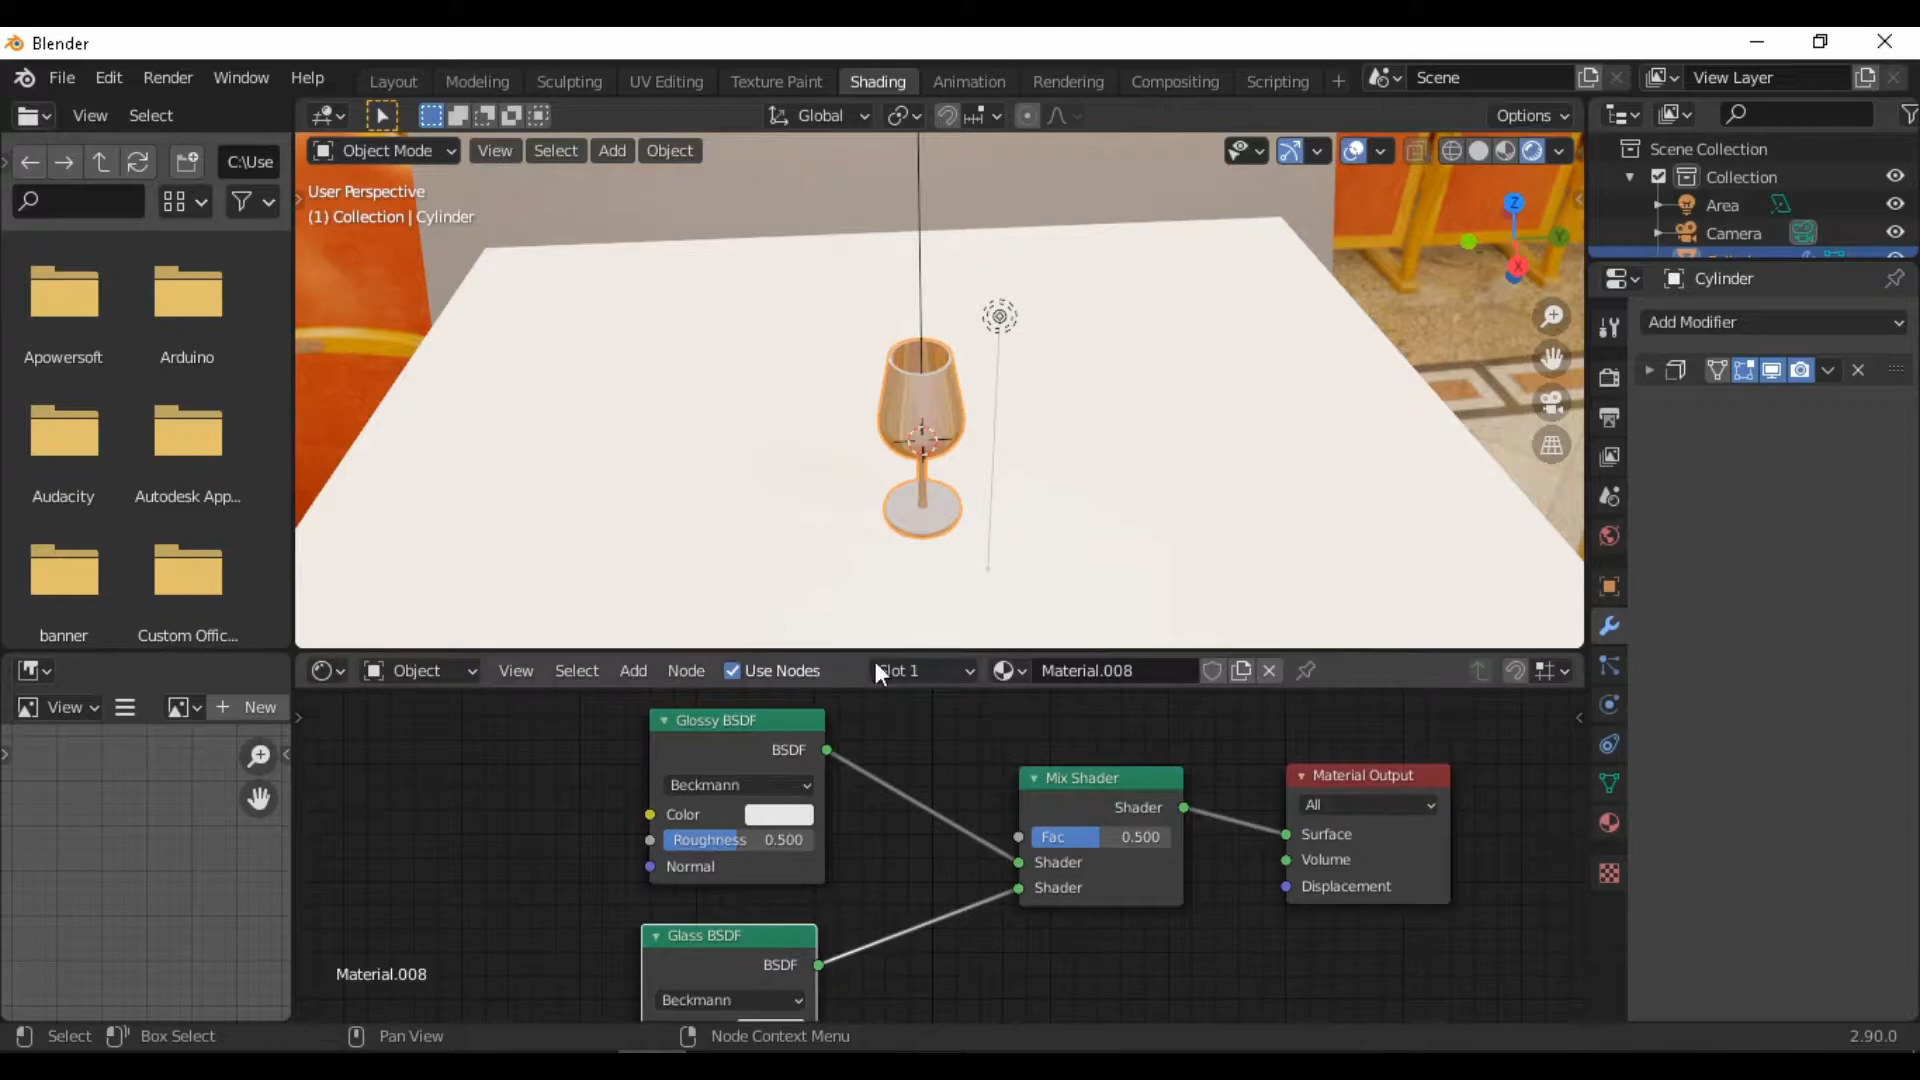 Blender
File Edit Render Window Help Layout Modeling Sculpting UV Editing Texture Paint Shading Animation Rendering Compositing Scripting + Scene View Layer
View Select Global Options
Object Mode View Select Add Object
C:\Use
User Perspective
(1) Collection | Cylinder
Z
Y
X
Scene Collection
Collection
Area
Camera
Cylinder
Add Modifier
Apowersoft Arduino
Audacity Autodesk App...
banner Custom Offic...
Object View Select Add Node Use Nodes Slot 1 Material.008
View + New
Glossy BSDF
BSDF
Beckmann
Color
Roughness 0.500
Normal
Glass BSDF
BSDF
Beckmann
Mix Shader
Shader
Fac 0.500
Shader
Shader
Material Output
All
Surface
Volume
Displacement
Material.008
Select Box Select Pan View Node Context Menu 2.90.0